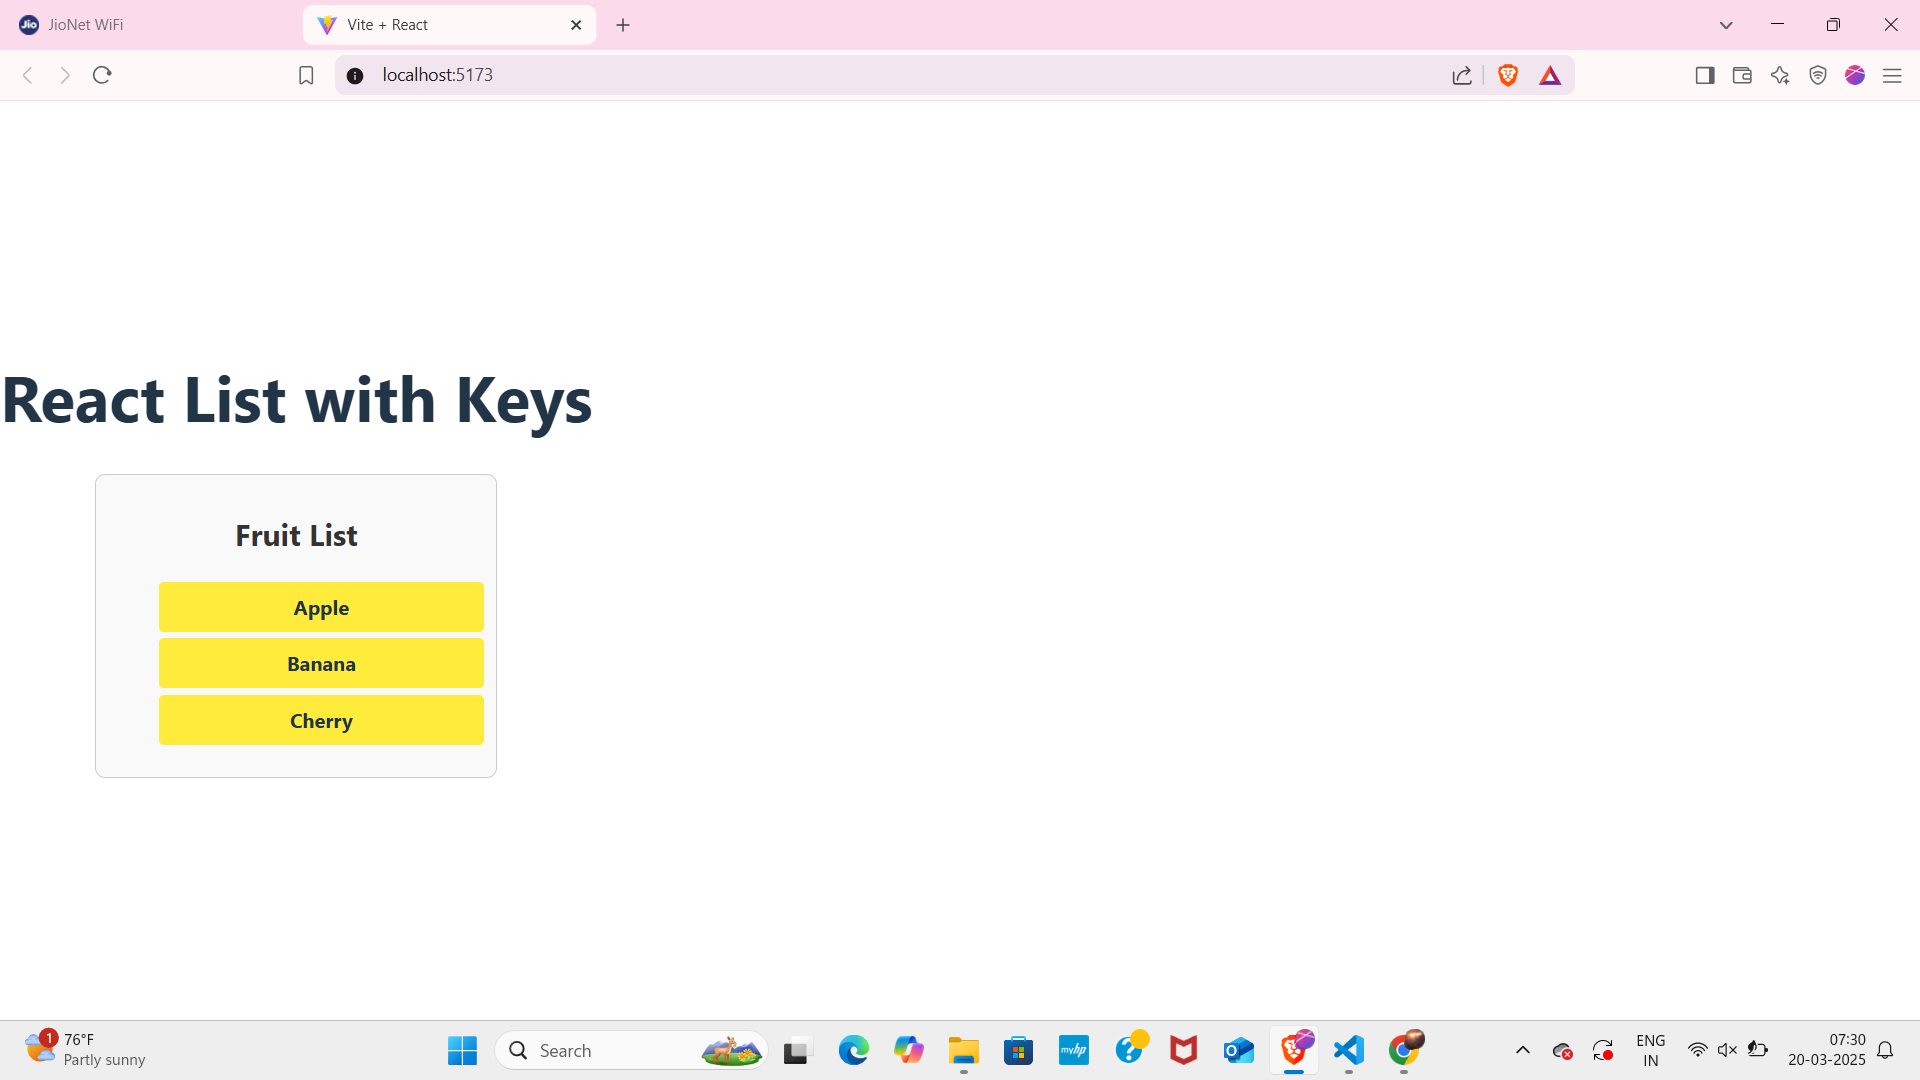 JioNet WiFi
Vite + React
localhost:5173
React List with Keys
Fruit List
Apple
Banana
Cherry
1
76°F
Partly sunny
Search
myhp
ENG
IN
07:30
20-03-2025